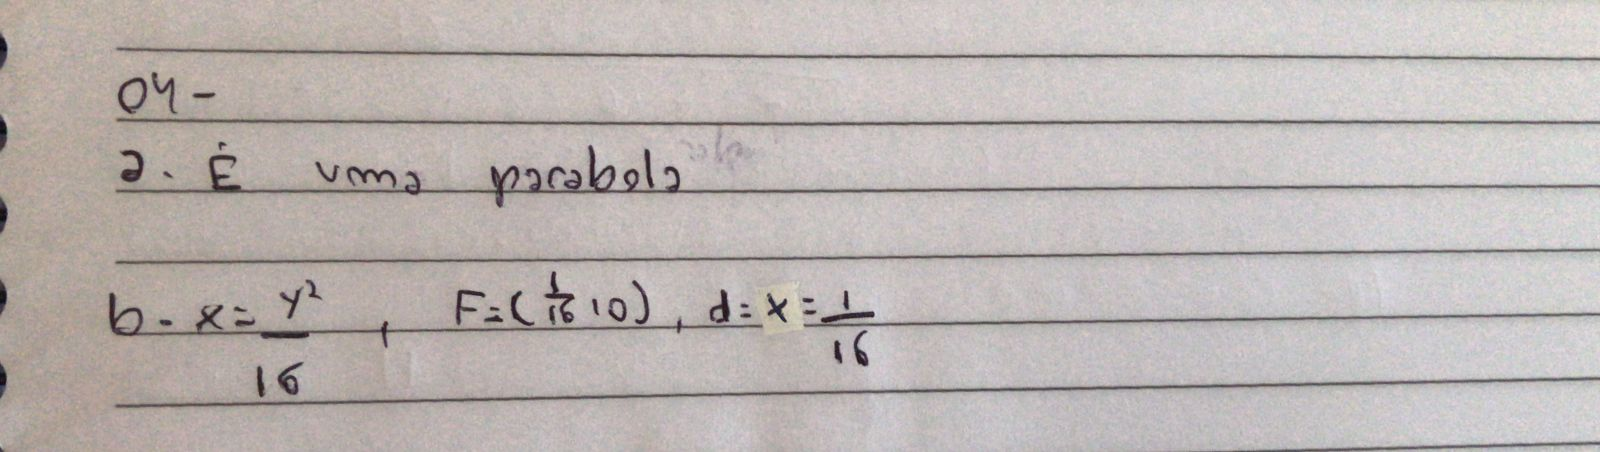 04-
a. É uma parabola
b- x = y²/16 , F=(1/16 , 0) , d = x = 1/16